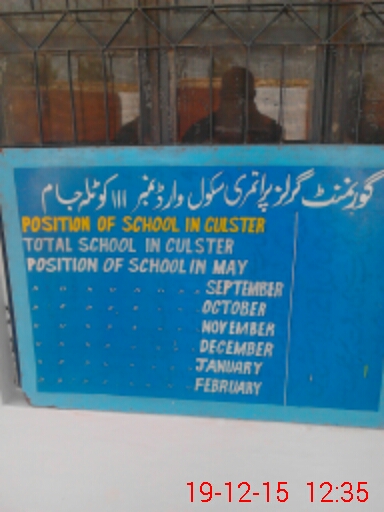 گورنمنٹ گرلز پرائمری سکول وارڈ نمبر III کوٹلہ جام
POSITION OF SCHOOL IN CULSTER
TOTAL SCHOOL IN CULSTER
POSITION OF SCHOOL IN MAY
" " " " " " " SEPTEMBER
" " " " " " " OCTOBER
" " " " " " " NOVEMBER
" " " " " " " DECEMBER
" " " " " " " JANUARY
" " " " " " " FEBRUARY
19-12-15 12:35